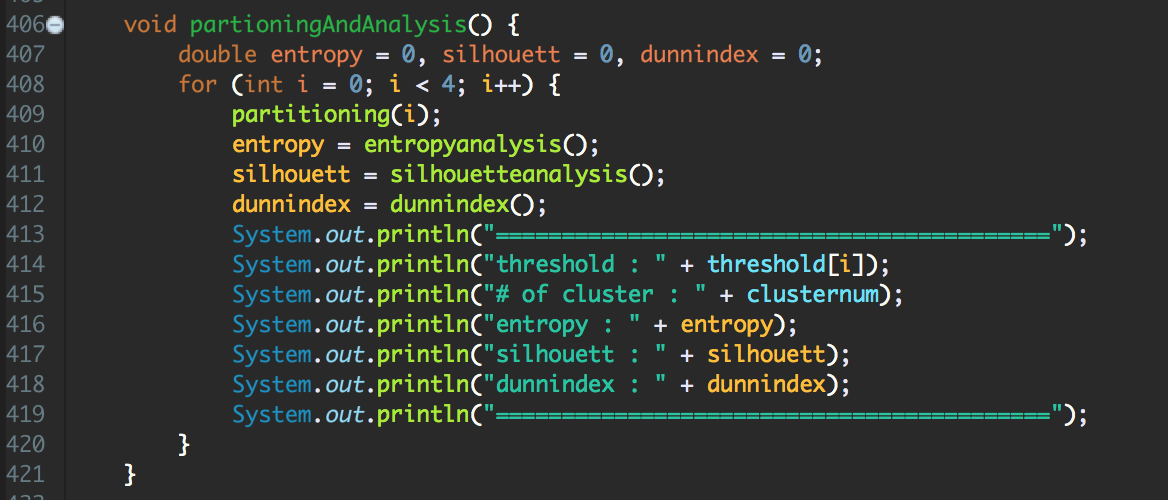 406 void partioningAndAnalysis() {
407 double entropy = 0, silhouett = 0, dunnindex = 0;
408 for (int i = 0; i < 4; i++) {
409 partitioning(i);
410 entropy = entropyanalysis();
411 silhouett = silhouetteanalysis();
412 dunnindex = dunnindex();
413 System.out.println("==========================================");
414 System.out.println("threshold : " + threshold[i]);
415 System.out.println("# of cluster : " + clusternum);
416 System.out.println("entropy : " + entropy);
417 System.out.println("silhouett : " + silhouett);
418 System.out.println("dunnindex : " + dunnindex);
419 System.out.println("==========================================");
420 }
421 }